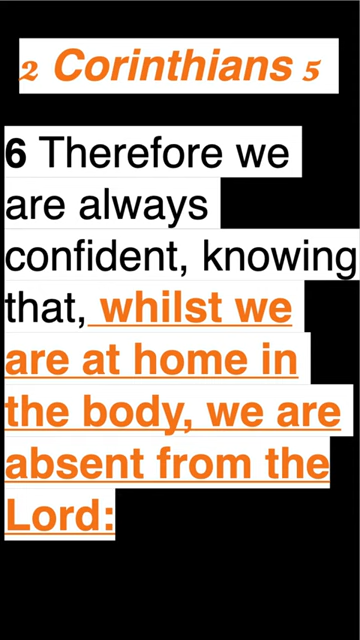 2 Corinthians 5
6 Therefore we
are always
confident, knowing
that, whilst we
are at home in
the body, we are
absent from the
Lord: